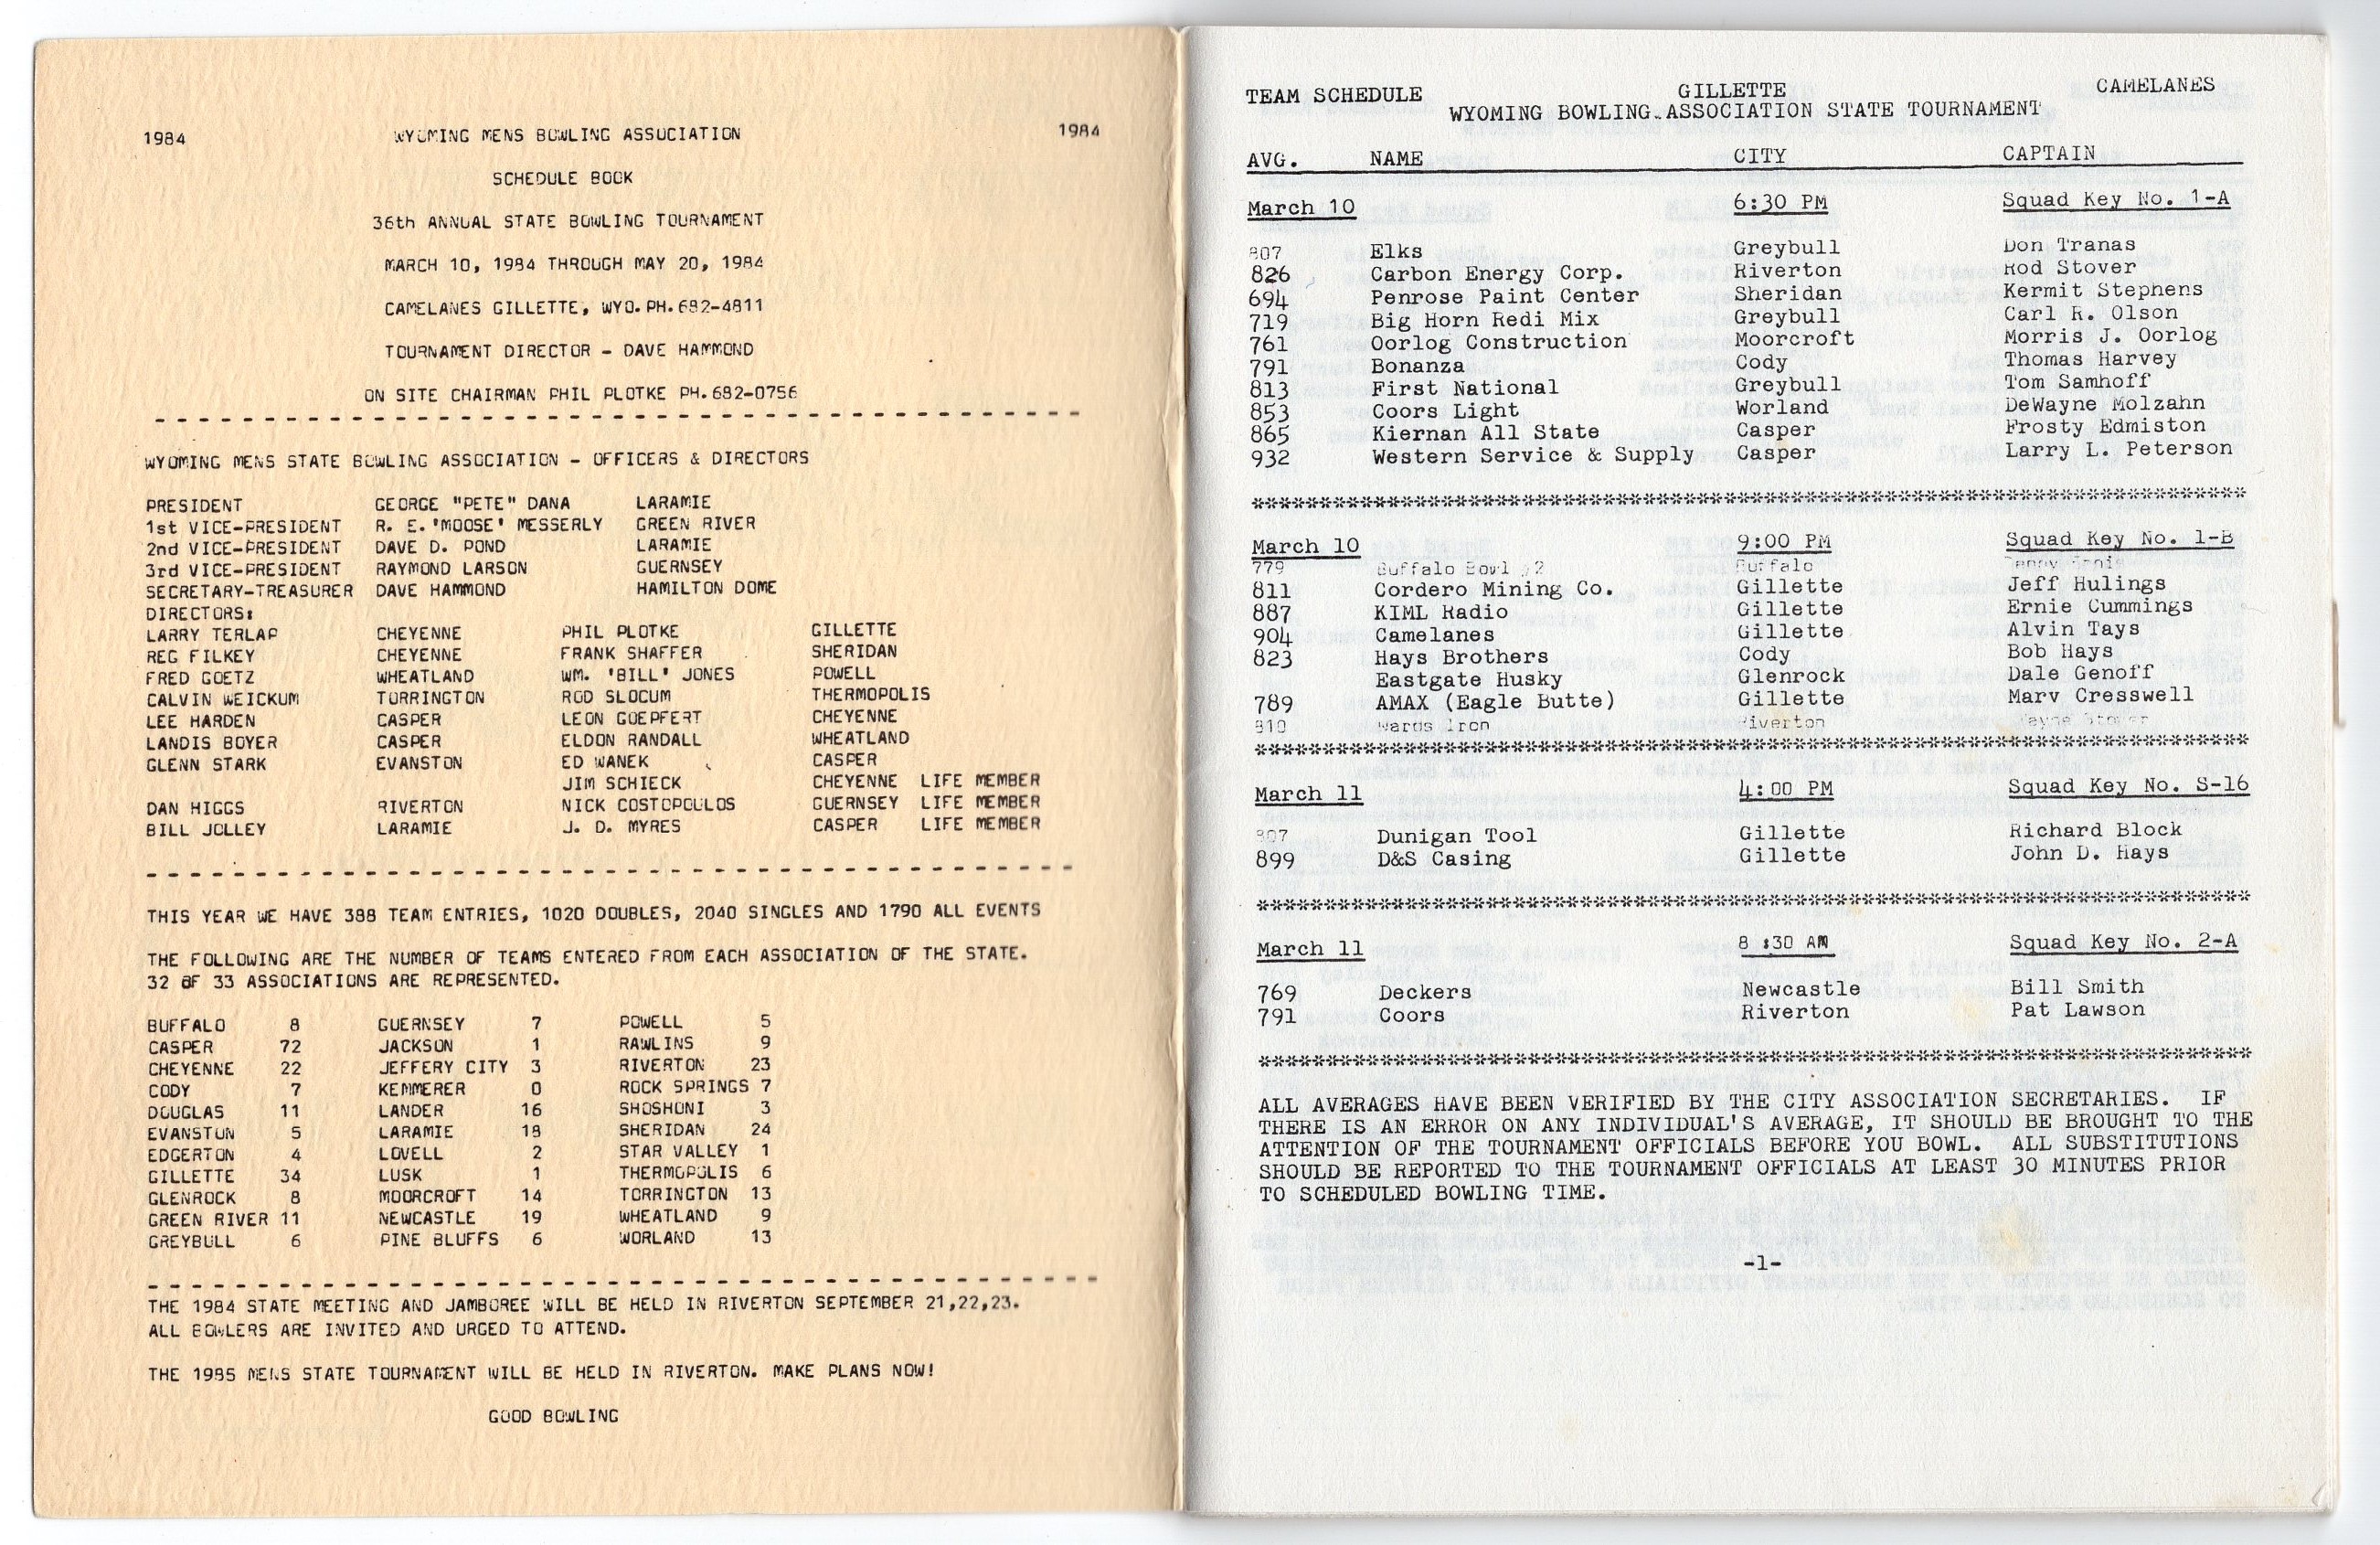 1984 WYOMING MENS BOWLING ASSOCIATION 1984
SCHEDULE BOOK
36th ANNUAL STATE BOWLING TOURNAMENT
MARCH 10, 1984 THROUGH MAY 20, 1984
CAMELANES GILLETTE, WYO. PH. 682-4811
TOURNAMENT DIRECTOR - DAVE HAMMOND
ON SITE CHAIRMAN PHIL PLOTKE PH. 682-0756
WYOMING MENS STATE BOWLING ASSOCIATION - OFFICERS & DIRECTORS
PRESIDENT GEORGE "PETE" DANA LARAMIE
1st VICE-PRESIDENT R. E. 'MOOSE' MESSERLY GREEN RIVER
2nd VICE-PRESIDENT DAVE D. POND LARAMIE
3rd VICE-PRESIDENT RAYMOND LARSON GUERNSEY
SECRETARY-TREASURER DAVE HAMMOND HAMILTON DOME
DIRECTORS:
LARRY TERLAP CHEYENNE PHIL PLOTKE GILLETTE
REG FILKEY CHEYENNE FRANK SHAFFER SHERIDAN
FRED GOETZ WHEATLAND WM. 'BILL' JONES POWELL
CALVIN WEICKUM TORRINGTON ROD SLOCUM THERMOPOLIS
LEE HARDEN CASPER LEON GOEPFERT CHEYENNE
LANDIS BOYER CASPER ELDON RANDALL WHEATLAND
GLENN STARK EVANSTON ED WANEK CASPER
JIM SCHIECK CHEYENNE LIFE MEMBER
DAN HIGGS RIVERTON NICK COSTOPOULOS GUERNSEY LIFE MEMBER
BILL JOLLEY LARAMIE J. D. MYRES CASPER LIFE MEMBER
THIS YEAR WE HAVE 388 TEAM ENTRIES, 1020 DOUBLES, 2040 SINGLES AND 1790 ALL EVENTS
THE FOLLOWING ARE THE NUMBER OF TEAMS ENTERED FROM EACH ASSOCIATION OF THE STATE.
32 OF 33 ASSOCIATIONS ARE REPRESENTED.
BUFFALO 8 GUERNSEY 7 POWELL 5
CASPER 72 JACKSON 1 RAWLINS 9
CHEYENNE 22 JEFFERY CITY 3 RIVERTON 23
CODY 7 KEMMERER 0 ROCK SPRINGS 7
DOUGLAS 11 LANDER 16 SHOSHONI 3
EVANSTON 5 LARAMIE 18 SHERIDAN 24
EDGERTON 4 LOVELL 2 STAR VALLEY 1
GILLETTE 34 LUSK 1 THERMOPOLIS 6
GLENROCK 8 MOORCROFT 14 TORRINGTON 13
GREEN RIVER 11 NEWCASTLE 19 WHEATLAND 9
GREYBULL 6 PINE BLUFFS 6 WORLAND 13
THE 1984 STATE MEETING AND JAMBOREE WILL BE HELD IN RIVERTON SEPTEMBER 21,22,23.
ALL BOWLERS ARE INVITED AND URGED TO ATTEND.
THE 1985 MENS STATE TOURNAMENT WILL BE HELD IN RIVERTON. MAKE PLANS NOW!
GOOD BOWLING
TEAM SCHEDULE GILLETTE CAMELANES
WYOMING BOWLING ASSOCIATION STATE TOURNAMENT
AVG. NAME CITY CAPTAIN
March 10 6:30 PM Squad Key No. 1-A
807 Elks Greybull Don Tranas
826 Carbon Energy Corp. Riverton Rod Stover
694 Penrose Paint Center Sheridan Kermit Stephens
719 Big Horn Redi Mix Greybull Carl R. Olson
761 Oorlog Construction Moorcroft Morris J. Oorlog
791 Bonanza Cody Thomas Harvey
813 First National Greybull Tom Samhoff
853 Coors Light Worland DeWayne Molzahn
865 Kiernan All State Casper Frosty Edmiston
932 Western Service & Supply Casper Larry L. Peterson
*****************************************************************************
March 10 9:00 PM Squad Key No. 1-B
779 Buffalo Bowl #2 Buffalo
811 Cordero Mining Co. Gillette Jeff Hulings
887 KIML Radio Gillette Ernie Cummings
904 Camelanes Gillette Alvin Tays
823 Hays Brothers Cody Bob Hays
Eastgate Husky Glenrock Dale Genoff
789 AMAX (Eagle Butte) Gillette Marv Cresswell
810 Wards Iron Riverton Wayne Stover
*****************************************************************************
March 11 4:00 PM Squad Key No. S-16
807 Dunigan Tool Gillette Richard Block
899 D&S Casing Gillette John D. Hays
*****************************************************************************
March 11 8:30 AM Squad Key No. 2-A
769 Deckers Newcastle Bill Smith
791 Coors Riverton Pat Lawson
*****************************************************************************
ALL AVERAGES HAVE BEEN VERIFIED BY THE CITY ASSOCIATION SECRETARIES. IF
THERE IS AN ERROR ON ANY INDIVIDUAL'S AVERAGE, IT SHOULD BE BROUGHT TO THE
ATTENTION OF THE TOURNAMENT OFFICIALS BEFORE YOU BOWL. ALL SUBSTITUTIONS
SHOULD BE REPORTED TO THE TOURNAMENT OFFICIALS AT LEAST 30 MINUTES PRIOR
TO SCHEDULED BOWLING TIME.
-1-